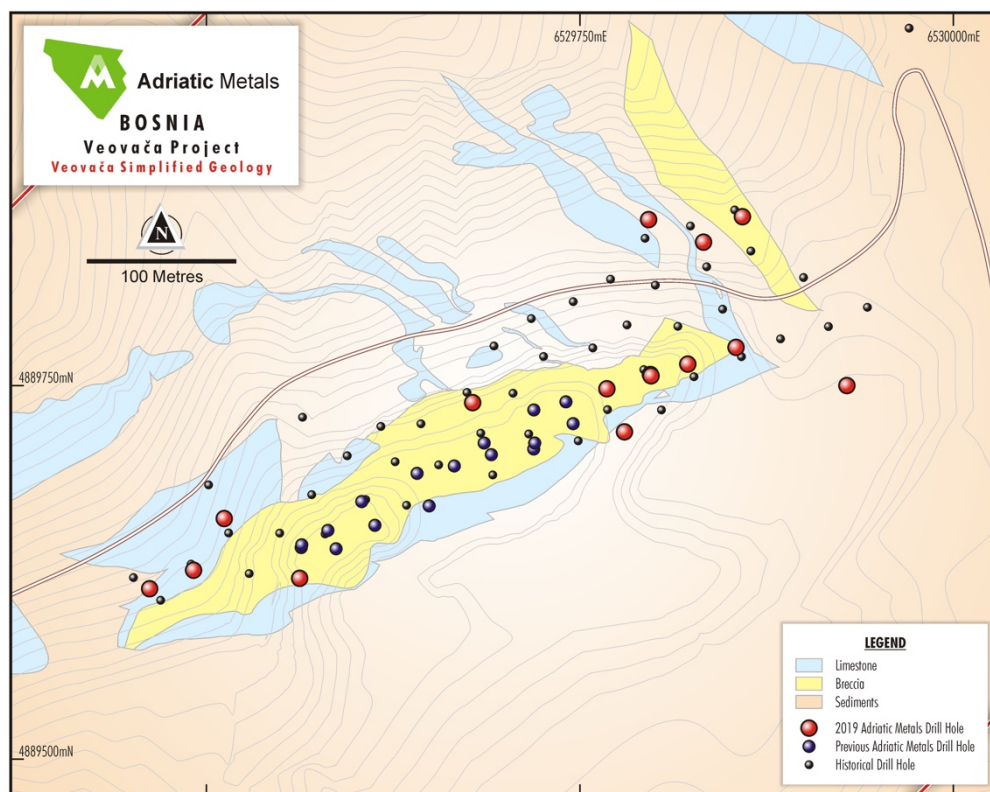 6529750mE
6530000mE
Adriatic Metals
BOSNIA
Veovača Project
Veovača Simplified Geology
N
100 Metres
4889750mN
4889500mN
LEGEND
Limestone
Breccia
Sediments
2019 Adriatic Metals Drill Hole
Previous Adriatic Metals Drill Hole
Historical Drill Hole